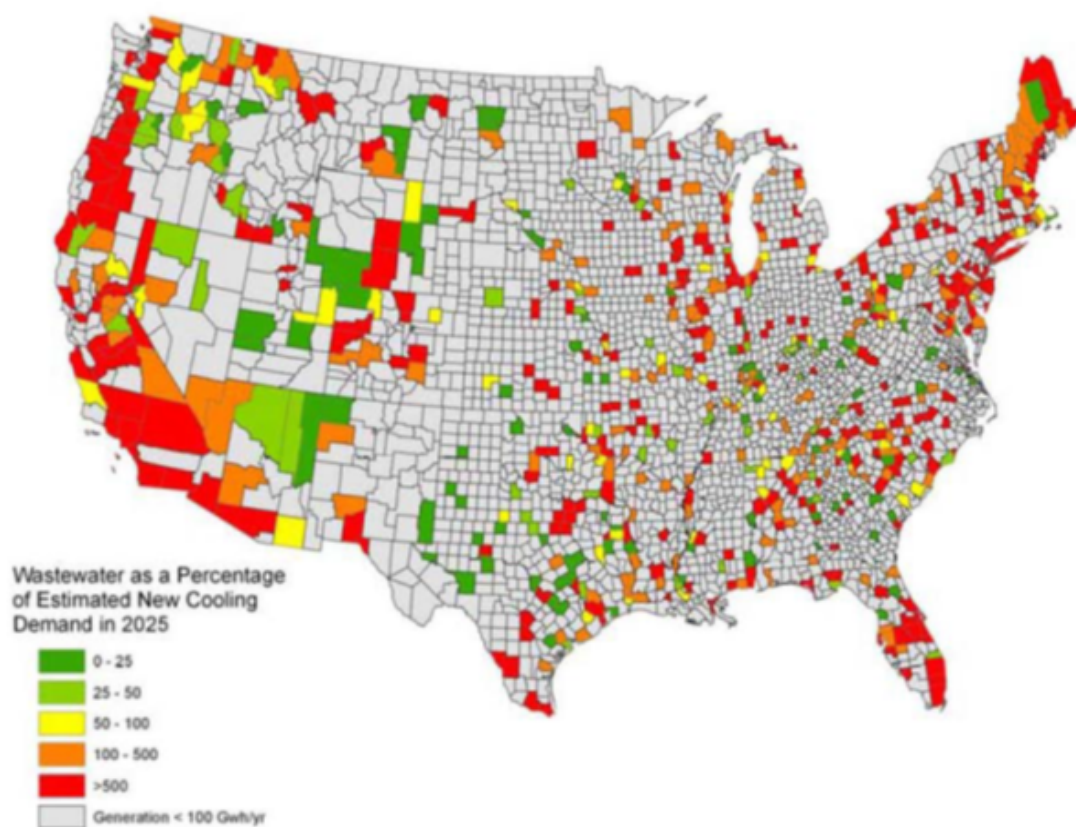 Wastewater as a Percentage
of Estimated New Cooling
Demand in 2025
0 - 25
25 - 50
50 - 100
100 - 500
>500
Generation < 100 Gwh/yr